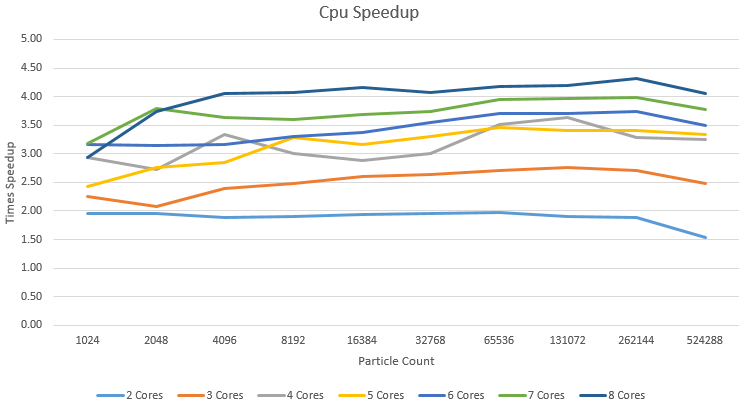 Cpu Speedup
5.00
4.50
4.00
3.50
3.00
2.50
2.00
1.50
1.00
0.50
0.00
Times Speedup
1024 2048 4096 8192 16384 32768 65536 131072 262144 524288
Particle Count
2 Cores 3 Cores 4 Cores 5 Cores 6 Cores 7 Cores 8 Cores